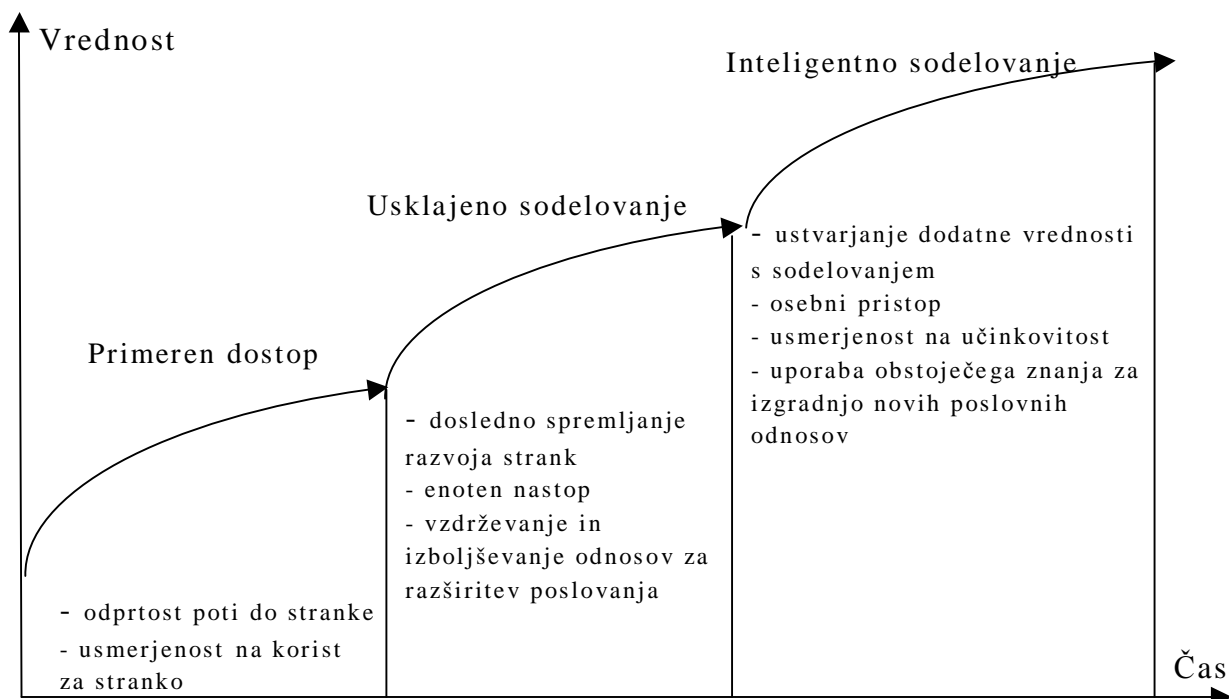 Vrednost
Inteligentno sodelovanje
Usklajeno sodelovanje
- ustvarjanje dodatne vrednosti
s sodelovanjem
- osebni pristop
- usmerjenost na učinkovitost
- uporaba obstoječega znanja za
izgradnjo novih poslovnih
odnosov
Primeren dostop
- dosledno spremljanje
razvoja strank
- enoten nastop
- vzdrževanje in
izboljševanje odnosov za
razširitev poslovanja
- odprtost poti do stranke
- usmerjenost na korist
za stranko
Čas